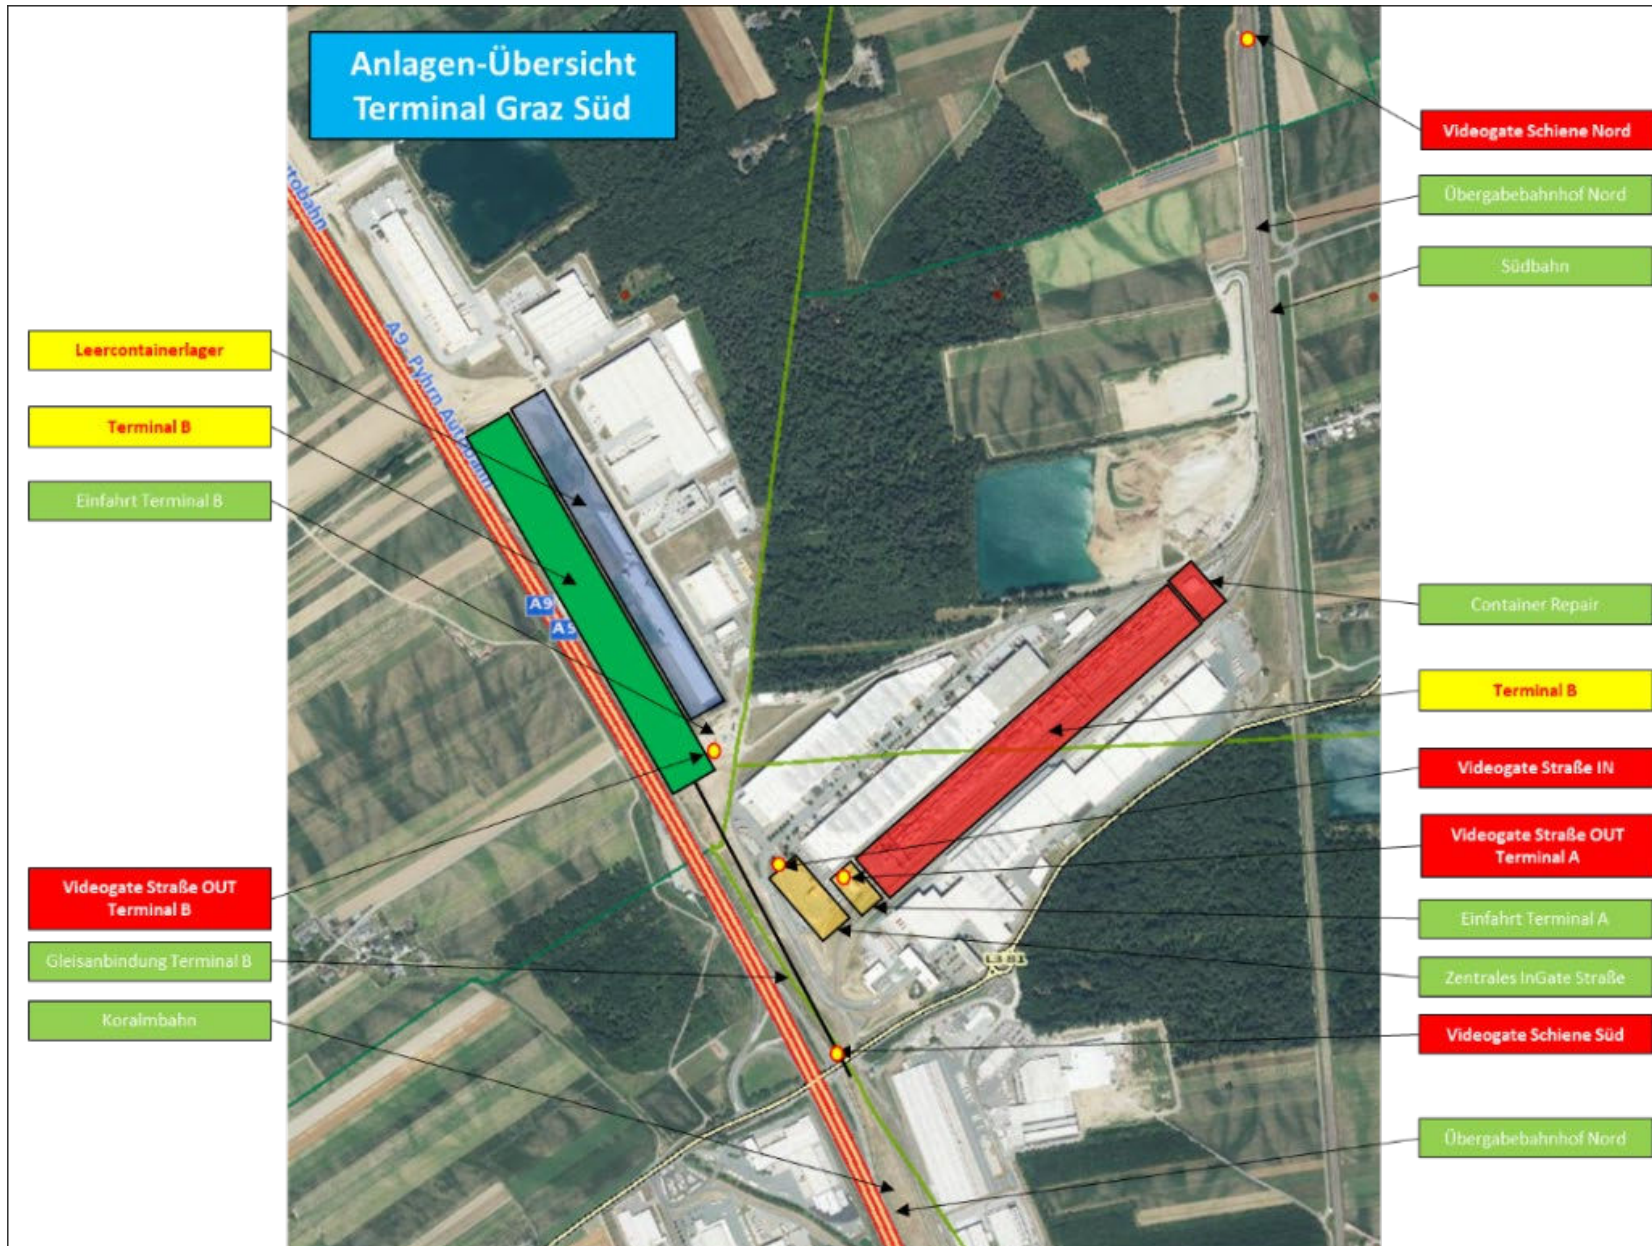 Anlagen-Übersicht
Terminal Graz Süd
Videogate Schiene Nord
Übergabebahnhof Nord
Südbahn
Leercontainerlager
Terminal B
Einfahrt Terminal B
A9 Pyhrn Autobahn
A9
A5
Container Repair
Terminal B
Videogate Straße IN
Videogate Straße OUT
Terminal A
Videogate Straße OUT
Terminal B
Einfahrt Terminal A
Gleisanbindung Terminal B
Zentrales InGate Straße
Koralmbahn
Videogate Schiene Süd
Übergabebahnhof Nord